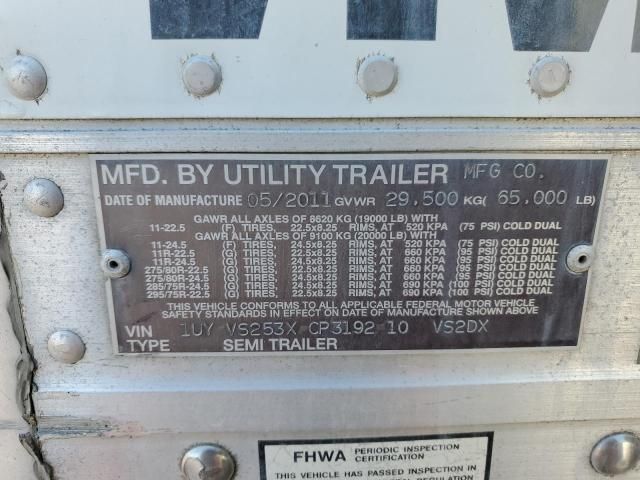 MFD. BY UTILITY TRAILER MFG CO.
DATE OF MANUFACTURE 05/2011 GVWR 29.500 KG( 65.000 LB)
GAWR ALL AXLES OF 8620 KG (19000 LB) WITH
11-22.5 (F) TIRES, 22.5x8.25 RIMS, AT 520 KPA (75 PSI) COLD DUAL
GAWR ALL AXLES OF 9100 KG (20000 LB) WITH
11-24.5 (F) TIRES, 24.5x8.25 RIMS, AT 520 KPA (75 PSI) COLD DUAL
11R-22.5 (G) TIRES, 22.5x8.25 RIMS, AT 660 KPA (95 PSI) COLD DUAL
11R-24.5 (G) TIRES, 24.5x8.25 RIMS, AT 660 KPA (95 PSI) COLD DUAL
275/80R-22.5 (G) TIRES, 22.5x8.25 RIMS, AT 660 KPA (95 PSI) COLD DUAL
275/80R-24.5 (G) TIRES, 24.5x8.25 RIMS, AT 660 KPA (95 PSI) COLD DUAL
285/75R-24.5 (G) TIRES, 24.5x8.25 RIMS, AT 690 KPA (100 PSI) COLD DUAL
295/75R-22.5 (G) TIRES, 22.5x8.25 RIMS, AT 690 KPA (100 PSI) COLD DUAL
THIS VEHICLE CONFORMS TO ALL APPLICABLE FEDERAL MOTOR VEHICLE
SAFETY STANDARDS IN EFFECT ON DATE OF MANUFACTURE SHOWN ABOVE
VIN 1UY VS253X CP3192 10 VS2DX
TYPE SEMI TRAILER
FHWA PERIODIC INSPECTION
CERTIFICATION
THIS VEHICLE HAS PASSED INSPECTION IN